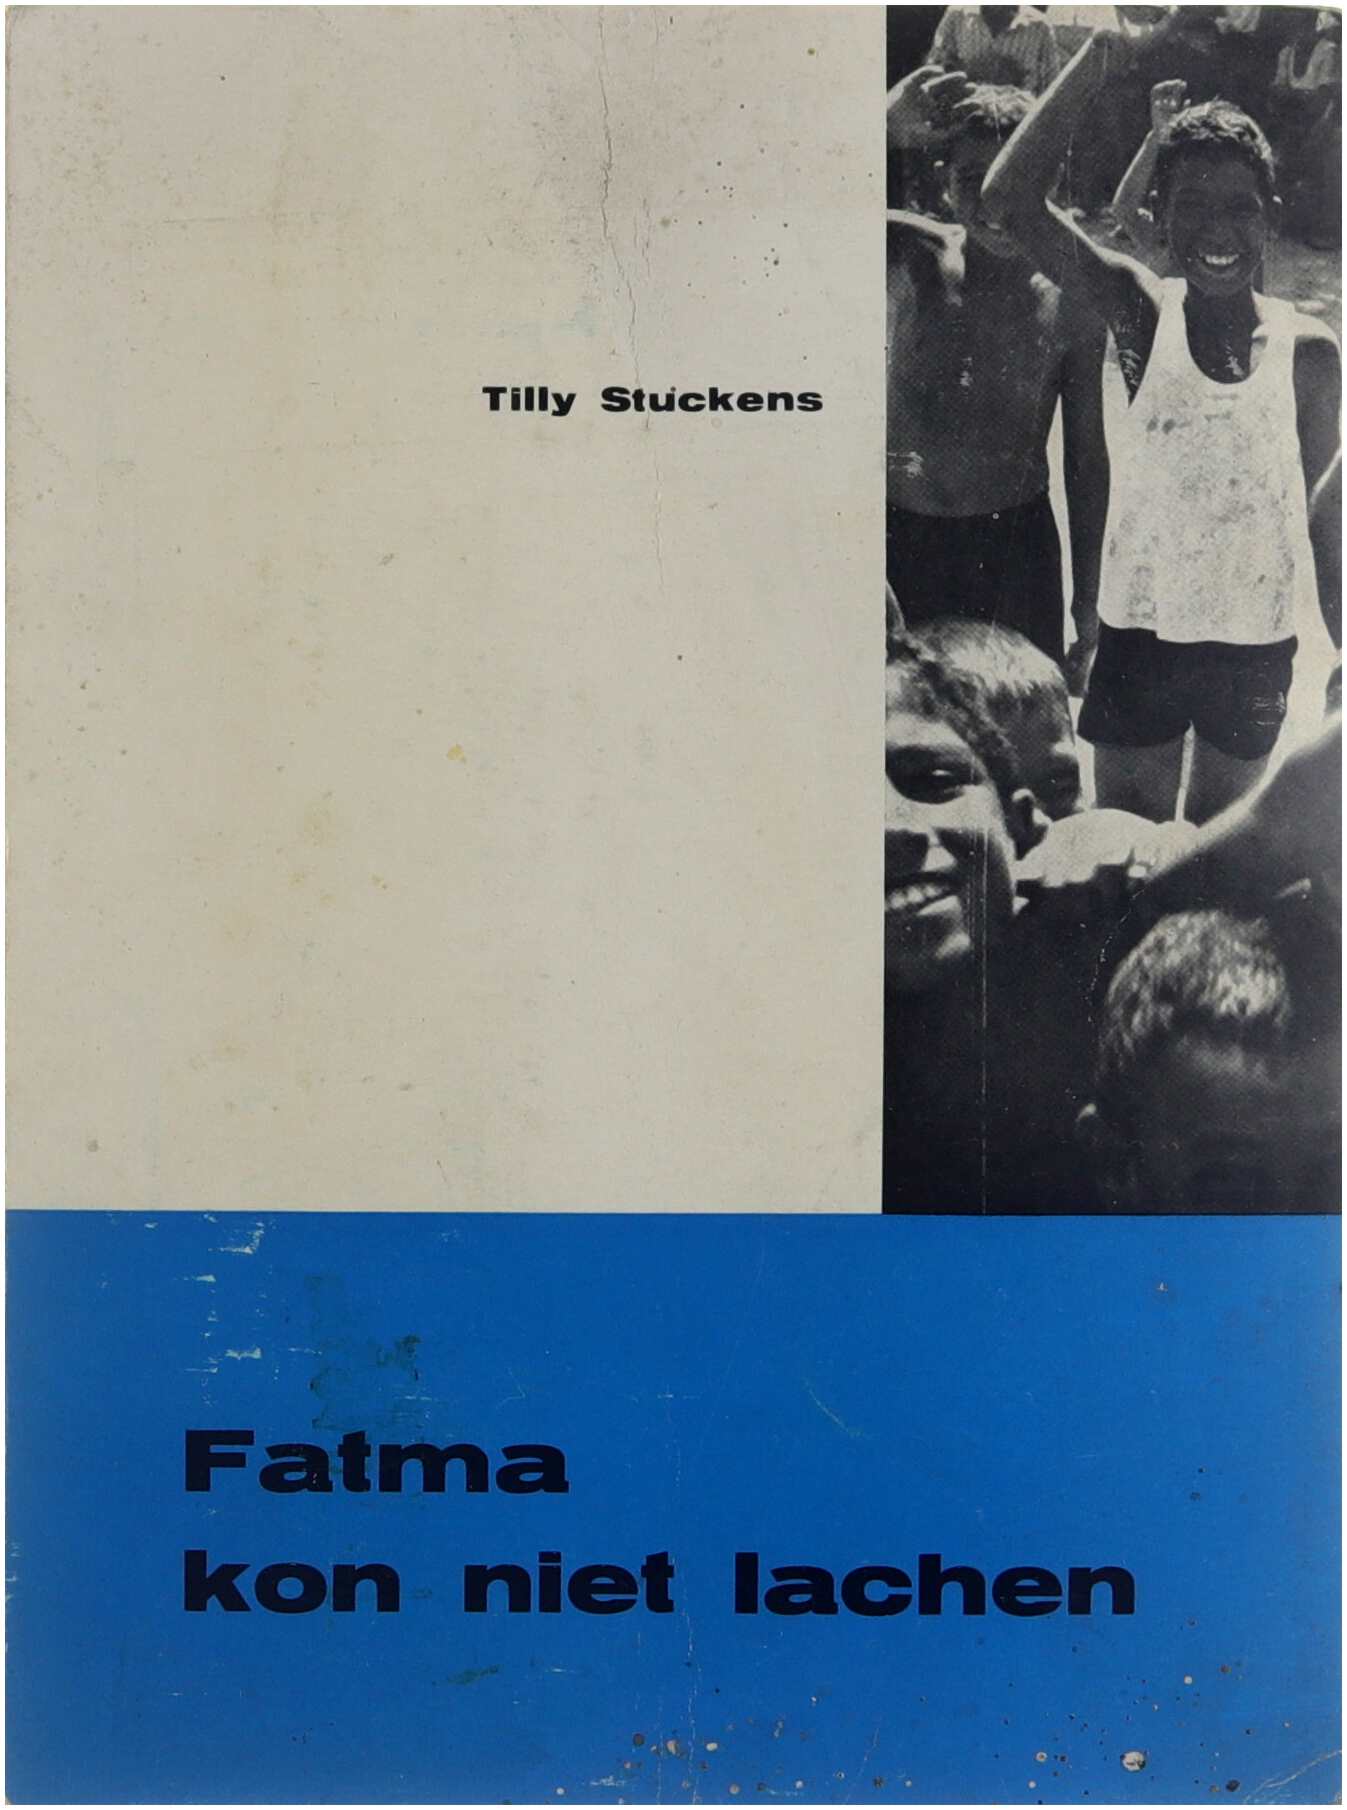 Tilly Stuckens
Fatma
kon niet lachen